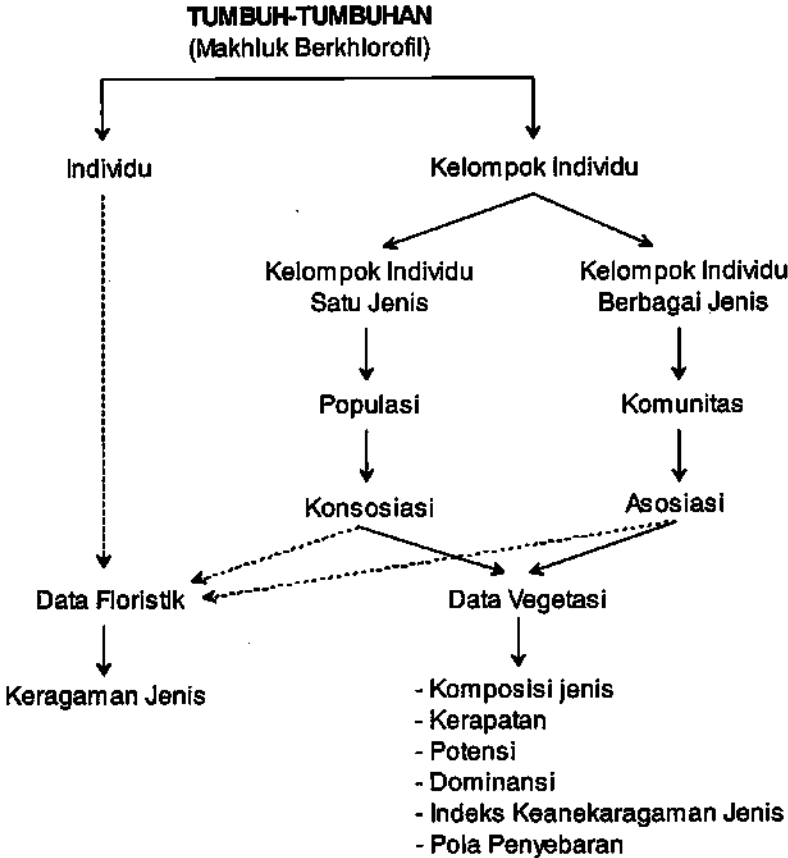 TUMBUH-TUMBUHAN
(Makhluk Berkhlorofil)
Individu
Kelompok Individu
Kelompok Individu
Satu Jenis
Kelompok Individu
Berbagai Jenis
Populasi
Komunitas
Konsosiasi
Asosiasi
Data Floristik
Data Vegetasi
Keragaman Jenis
- Komposisi jenis
- Kerapatan
- Potensi
- Dominansi
- Indeks Keanekaragaman Jenis
- Pola Penyebaran